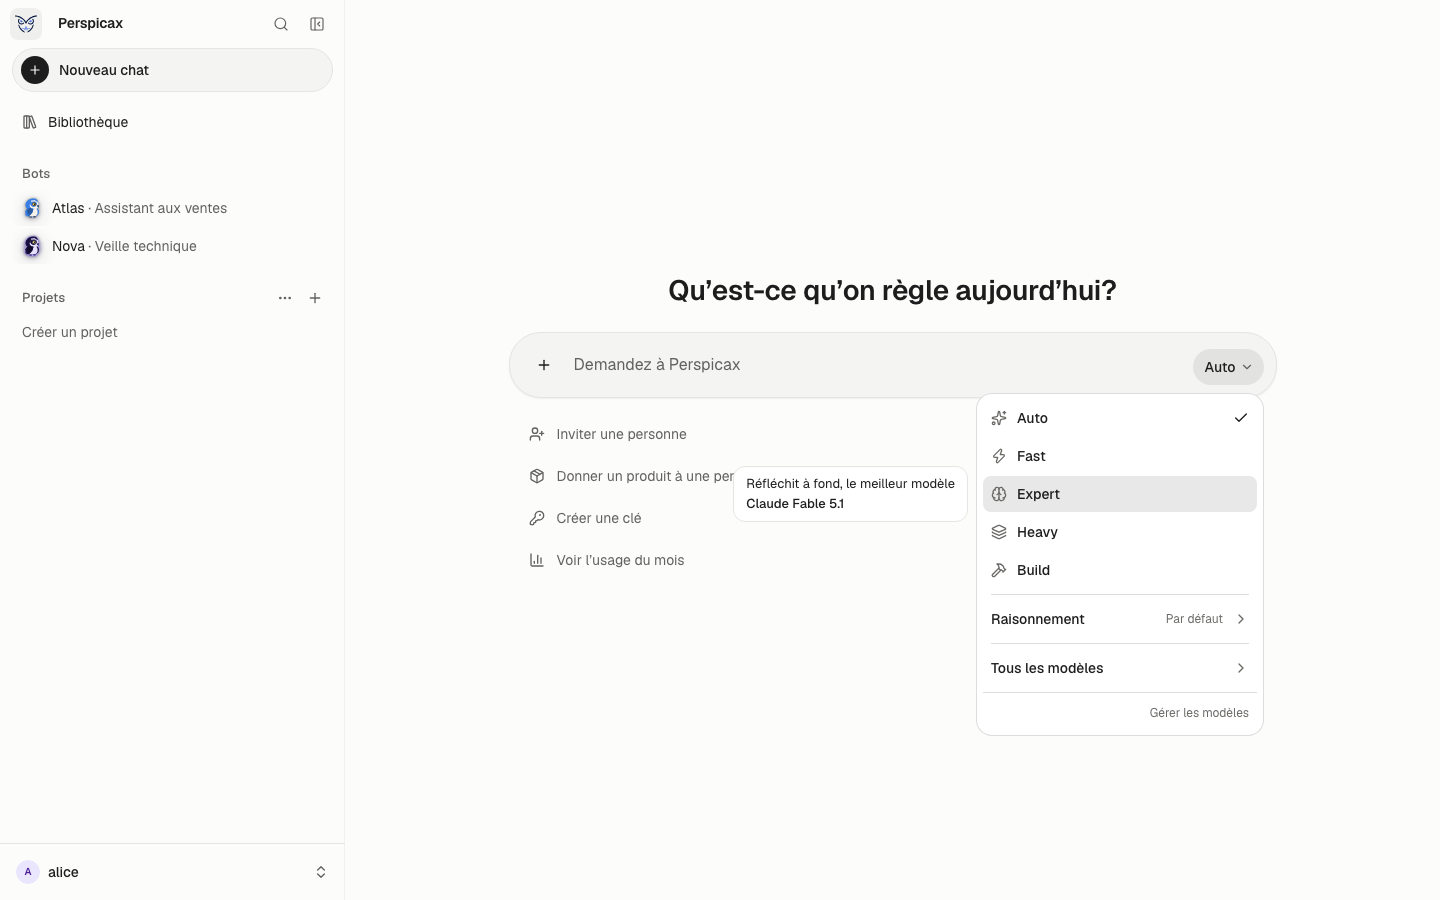 Perspicax
Nouveau chat
Bibliothèque
Bots
Atlas · Assistant aux ventes
Nova · Veille technique
Projets
Créer un projet
A alice
Qu’est-ce qu’on règle aujourd’hui?
Demandez à Perspicax
Auto
Inviter une personne
Donner un produit à une per
Créer une clé
Voir l’usage du mois
Réfléchit à fond, le meilleur modèle
Claude Fable 5.1
Auto
Fast
Expert
Heavy
Build
Raisonnement Par défaut
Tous les modèles
Gérer les modèles